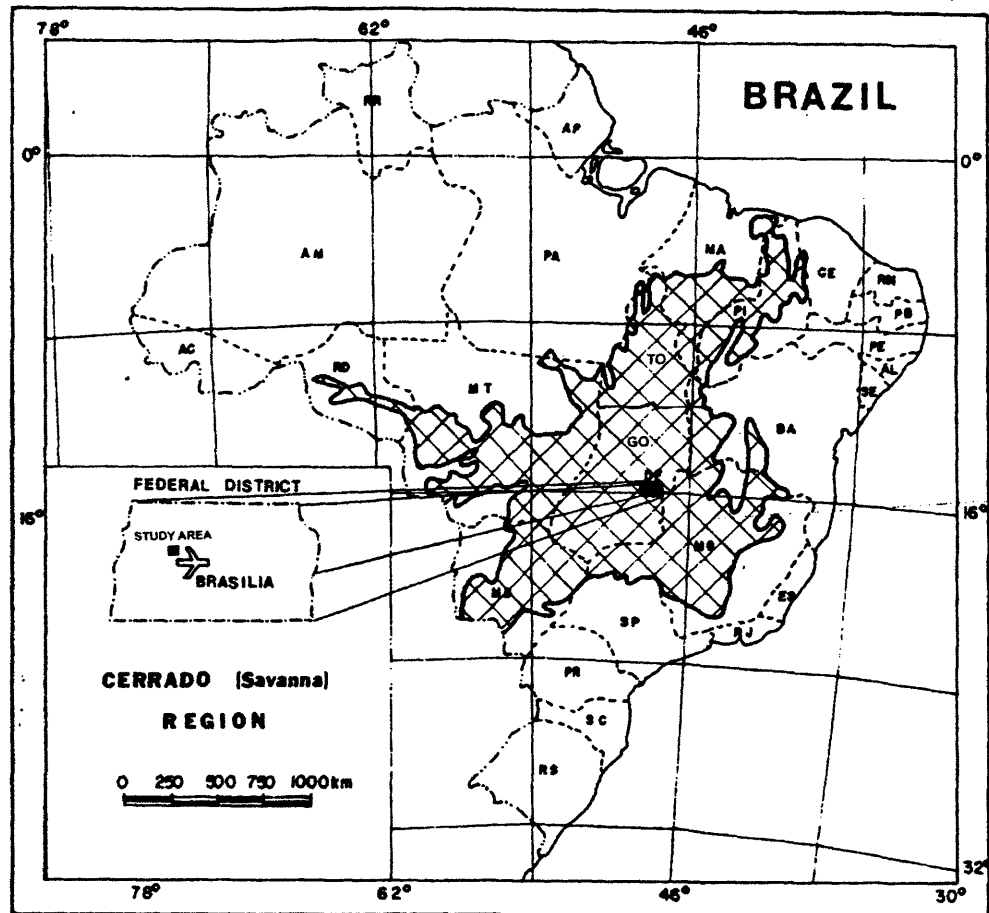 78° 62° 46°
BRAZIL
RR
AP
0° 0°
AM
PA
MA
CE
RN
PB
PI
PE
AL
SE
TO
AC
RO
MT
BA
GO
FEDERAL DISTRICT
16° 16°
STUDY AREA
BRASILIA
MG
ES
SP
RJ
CERRADO (Savanna)
REGION
PR
SC
RS
0 250 500 750 1000km
32°
78° 62° 46° 30°